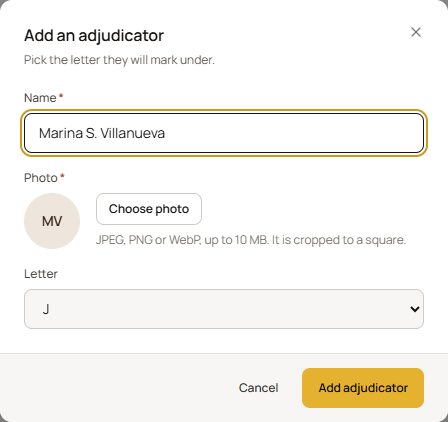 Add an adjudicator
Pick the letter they will mark under.
Name *
Marina S. Villanueva
Photo *
MV
Choose photo
JPEG, PNG or WebP, up to 10 MB. It is cropped to a square.
Letter
J
Cancel
Add adjudicator